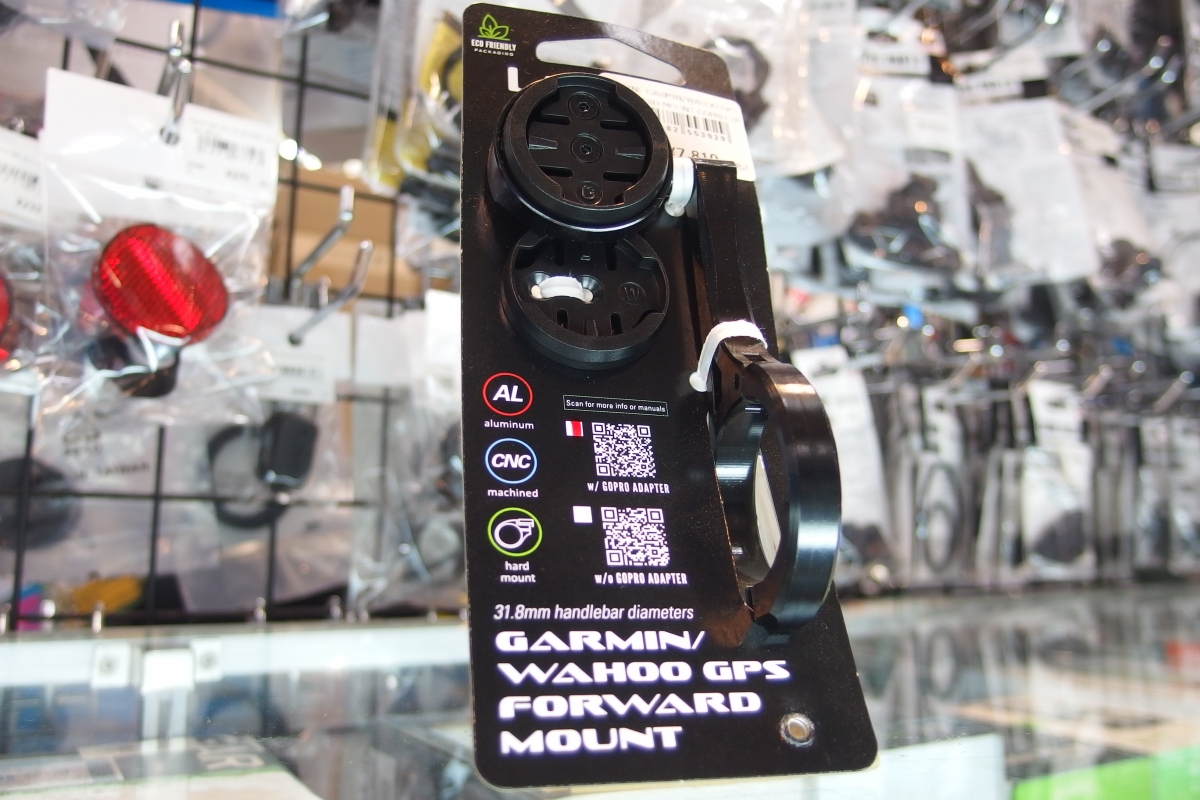 ECO FRIENDLY
PACKAGING
G
W
AL
aluminum
Scan for more info or manuals
CNC
machined
w/ GOPRO ADAPTER
hard
mount
w/o GOPRO ADAPTER
31.8mm handlebar diameters
GARMIN/
WAHOO GPS
FORWARD
MOUNT